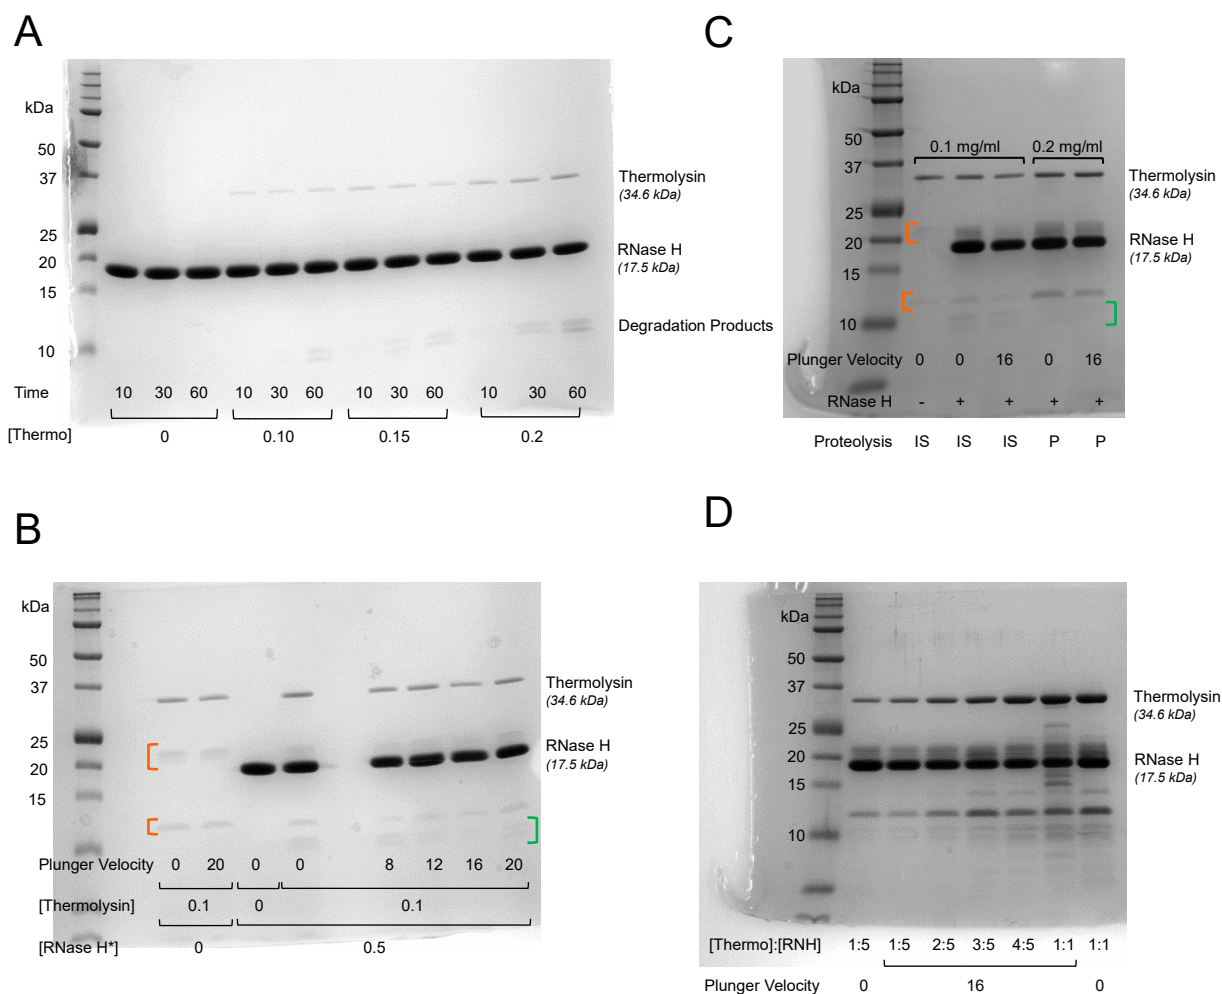 A
kDa
50
37
25
20
15
10
Thermolysin
(34.6 kDa)
RNase H
(17.5 kDa)
Degradation Products
Time 10 30 60 10 30 60 10 30 60 10 30 60
[Thermo] 0 0.10 0.15 0.2
B
kDa
50
37
25
20
15
Thermolysin
(34.6 kDa)
RNase H
(17.5 kDa)
Plunger Velocity 0 20 0 0 8 12 16 20
[Thermolysin] 0.1 0 0.1
[RNase H*] 0 0.5
C
kDa
50
37
25
20
15
10
0.1 mg/ml 0.2 mg/ml
Thermolysin
(34.6 kDa)
RNase H
(17.5 kDa)
Plunger Velocity 0 0 16 0 16
RNase H - + + + +
Proteolysis IS IS IS P P
D
kDa
50
37
25
20
15
10
Thermolysin
(34.6 kDa)
RNase H
(17.5 kDa)
[Thermo]:[RNH] 1:5 1:5 2:5 3:5 4:5 1:1 1:1
Plunger Velocity 0 16 0